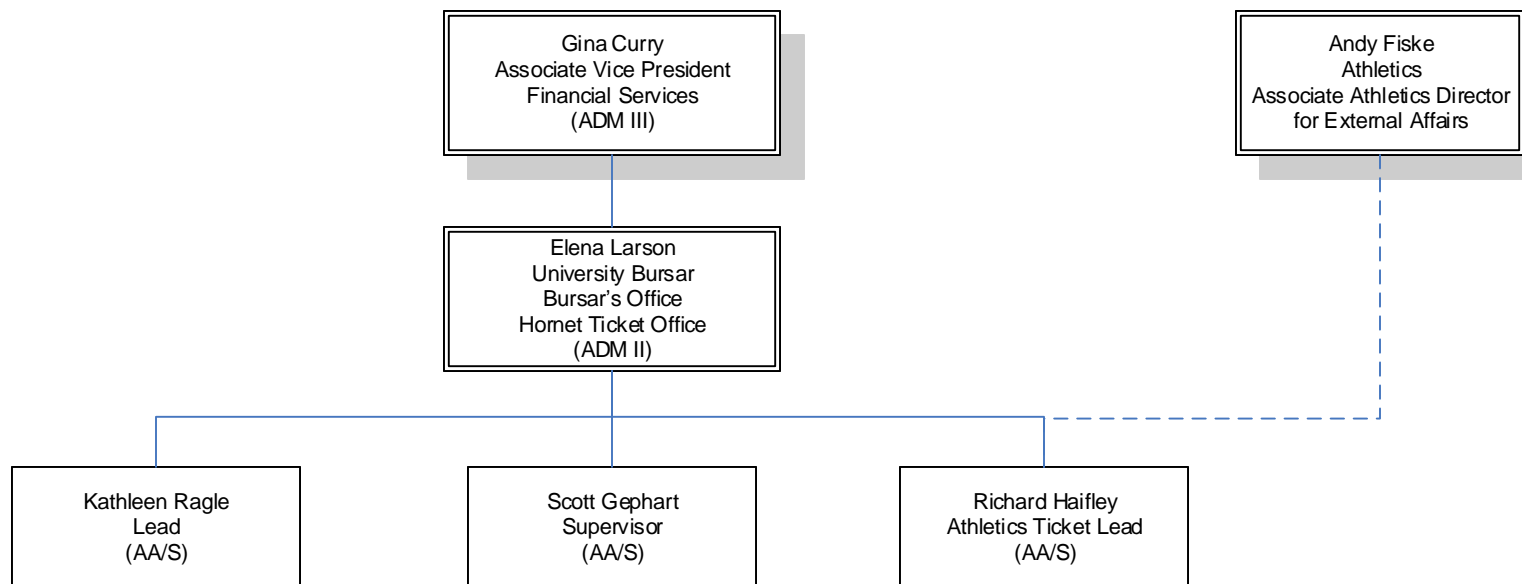 Gina Curry
Associate Vice President
Financial Services
(ADM III)
Andy Fiske
Athletics
Associate Athletics Director
for External Affairs
Elena Larson
University Bursar
Bursar’s Office
Hornet Ticket Office
(ADM II)
Kathleen Ragle
Lead
(AA/S)
Scott Gephart
Supervisor
(AA/S)
Richard Haifley
Athletics Ticket Lead
(AA/S)